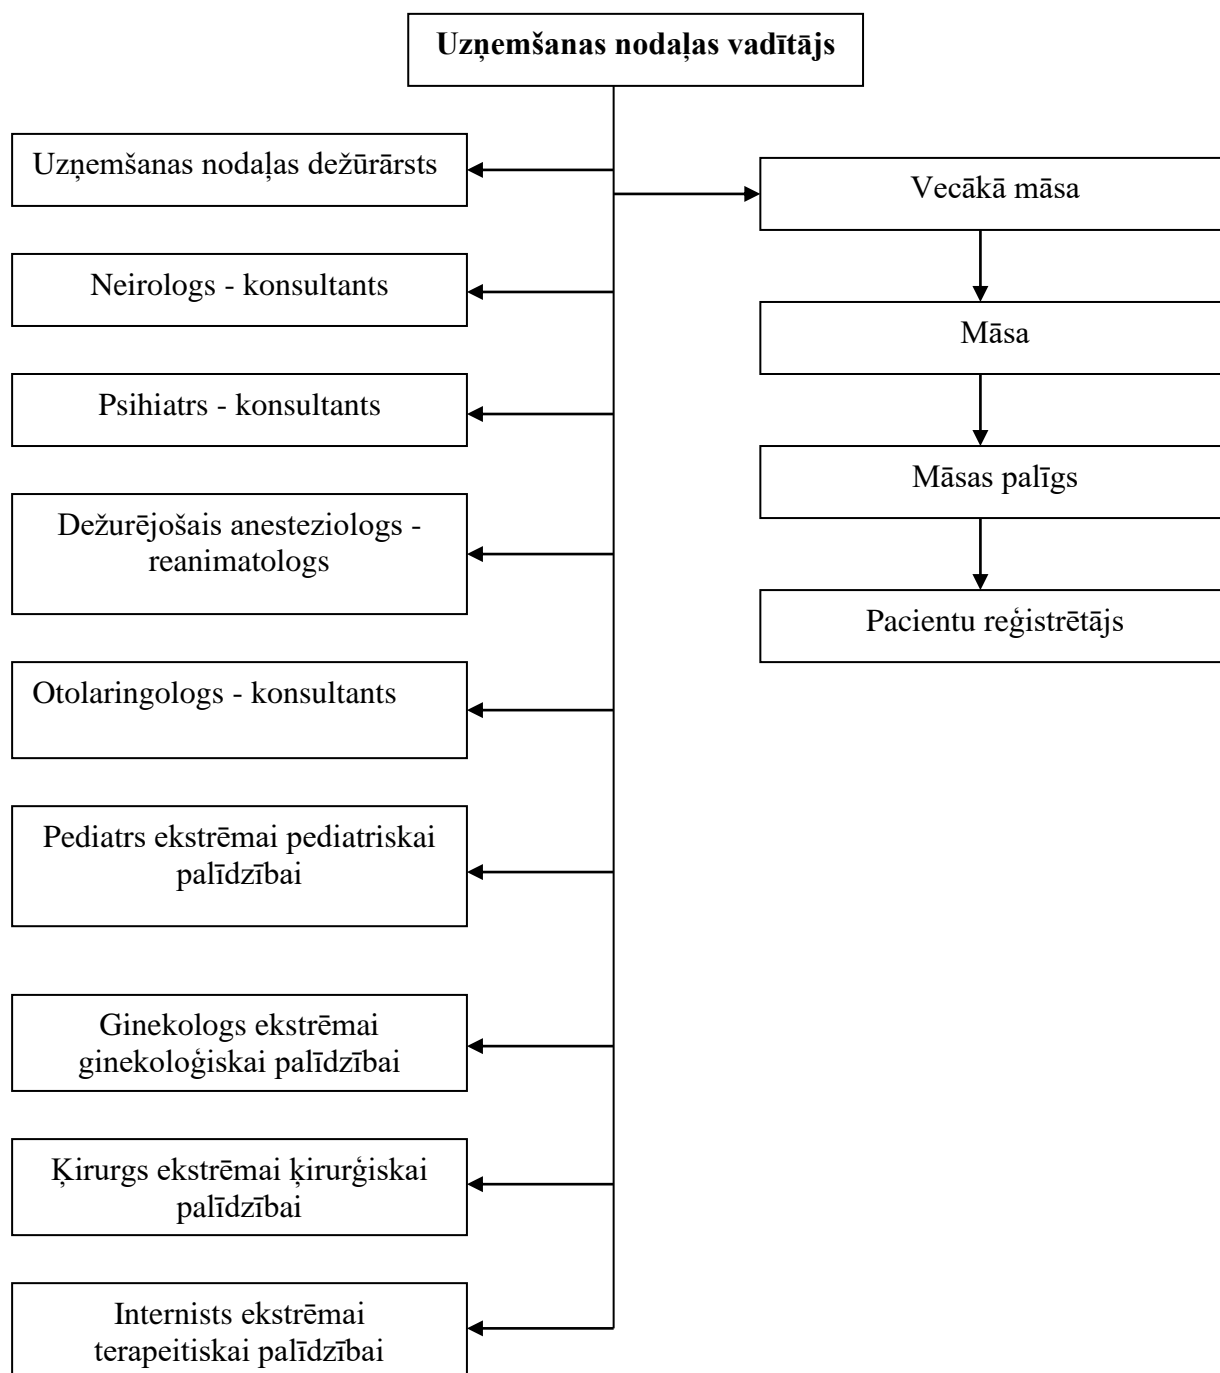 Uzņemšanas nodaļas vadītājs
Uzņemšanas nodaļas dežūrārsts
Neirologs - konsultants
Psihiatrs - konsultants
Dežurējošais anesteziologs -
reanimatologs
Otolaringologs - konsultants
Pediatrs ekstrēmai pediatriskai
palīdzībai
Ginekologs ekstrēmai
ginekoloģiskai palīdzībai
Ķirurgs ekstrēmai ķirurģiskai
palīdzībai
Internists ekstrēmai
terapeitiskai palīdzībai
Vecākā māsa
Māsa
Māsas palīgs
Pacientu reģistrētājs